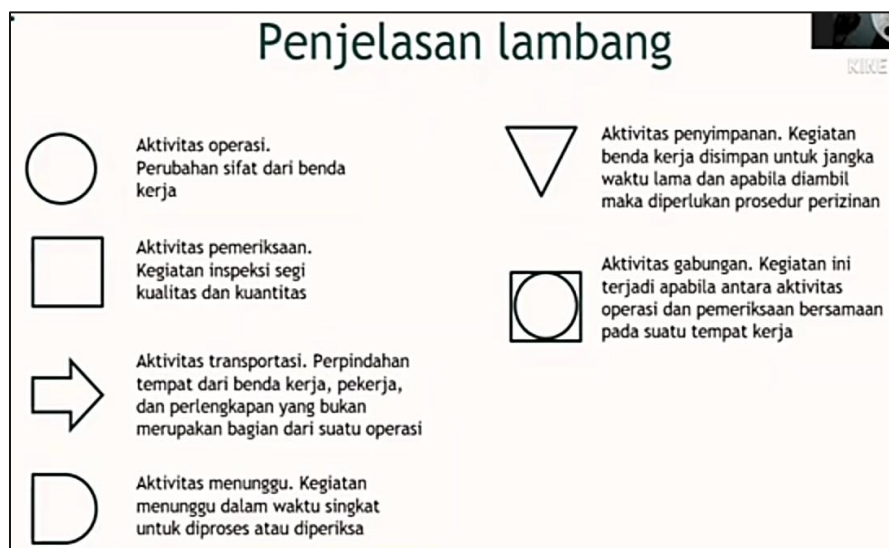 Penjelasan lambang
KINE
Aktivitas operasi.
Perubahan sifat dari benda
kerja
Aktivitas pemeriksaan.
Kegiatan inspeksi segi
kualitas dan kuantitas
Aktivitas transportasi. Perpindahan
tempat dari benda kerja, pekerja,
dan perlengkapan yang bukan
merupakan bagian dari suatu operasi
Aktivitas menunggu. Kegiatan
menunggu dalam waktu singkat
untuk diproses atau diperiksa
Aktivitas penyimpanan. Kegiatan
benda kerja disimpan untuk jangka
waktu lama dan apabila diambil
maka diperlukan prosedur perizinan
Aktivitas gabungan. Kegiatan ini
terjadi apabila antara aktivitas
operasi dan pemeriksaan bersamaan
pada suatu tempat kerja